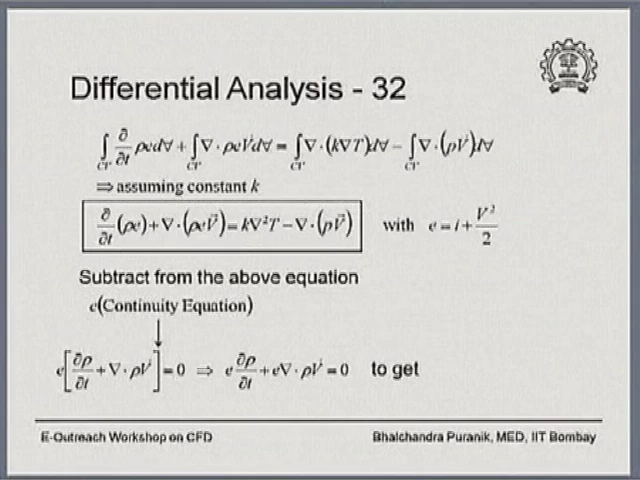 Differential Analysis - 32
∫_CV ∂/∂t ρe d∀ + ∫_CV ∇·ρeV⃗ d∀ = ∫_CV ∇·(k∇T)d∀ − ∫_CV ∇·(pV⃗)d∀
⇒ assuming constant k
∂/∂t (ρe) + ∇·(ρeV⃗) = k∇²T − ∇·(pV⃗) with e = i + V²/2
Subtract from the above equation
e(Continuity Equation)
e[∂ρ/∂t + ∇·ρV⃗] = 0 ⇒ e ∂ρ/∂t + e∇·ρV⃗ = 0 to get
E-Outreach Workshop on CFD Bhalchandra Puranik, MED, IIT Bombay